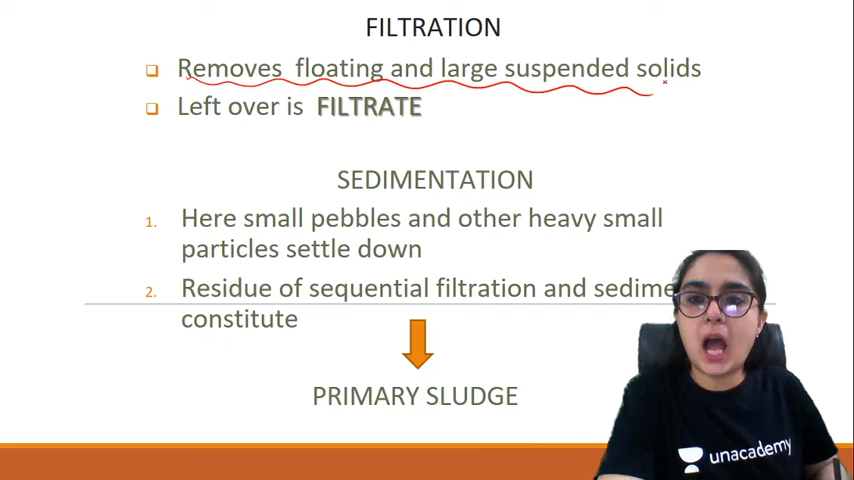 FILTRATION
Removes floating and large suspended solids
Left over is FILTRATE
SEDIMENTATION
1. Here small pebbles and other heavy small
particles settle down
2. Residue of sequential filtration and sedime
constitute
PRIMARY SLUDGE
unacademy